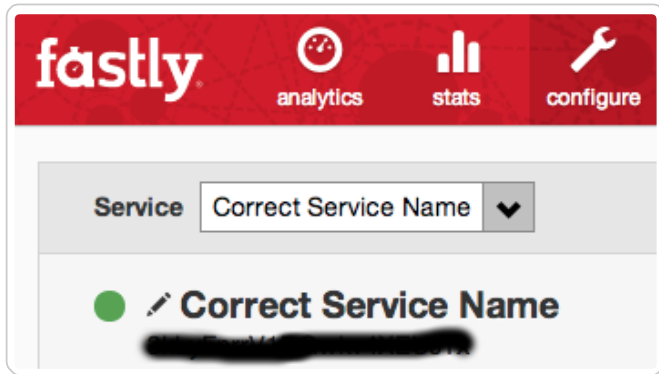 fastly
analytics
stats
configure
Service
Correct Service Name
Correct Service Name